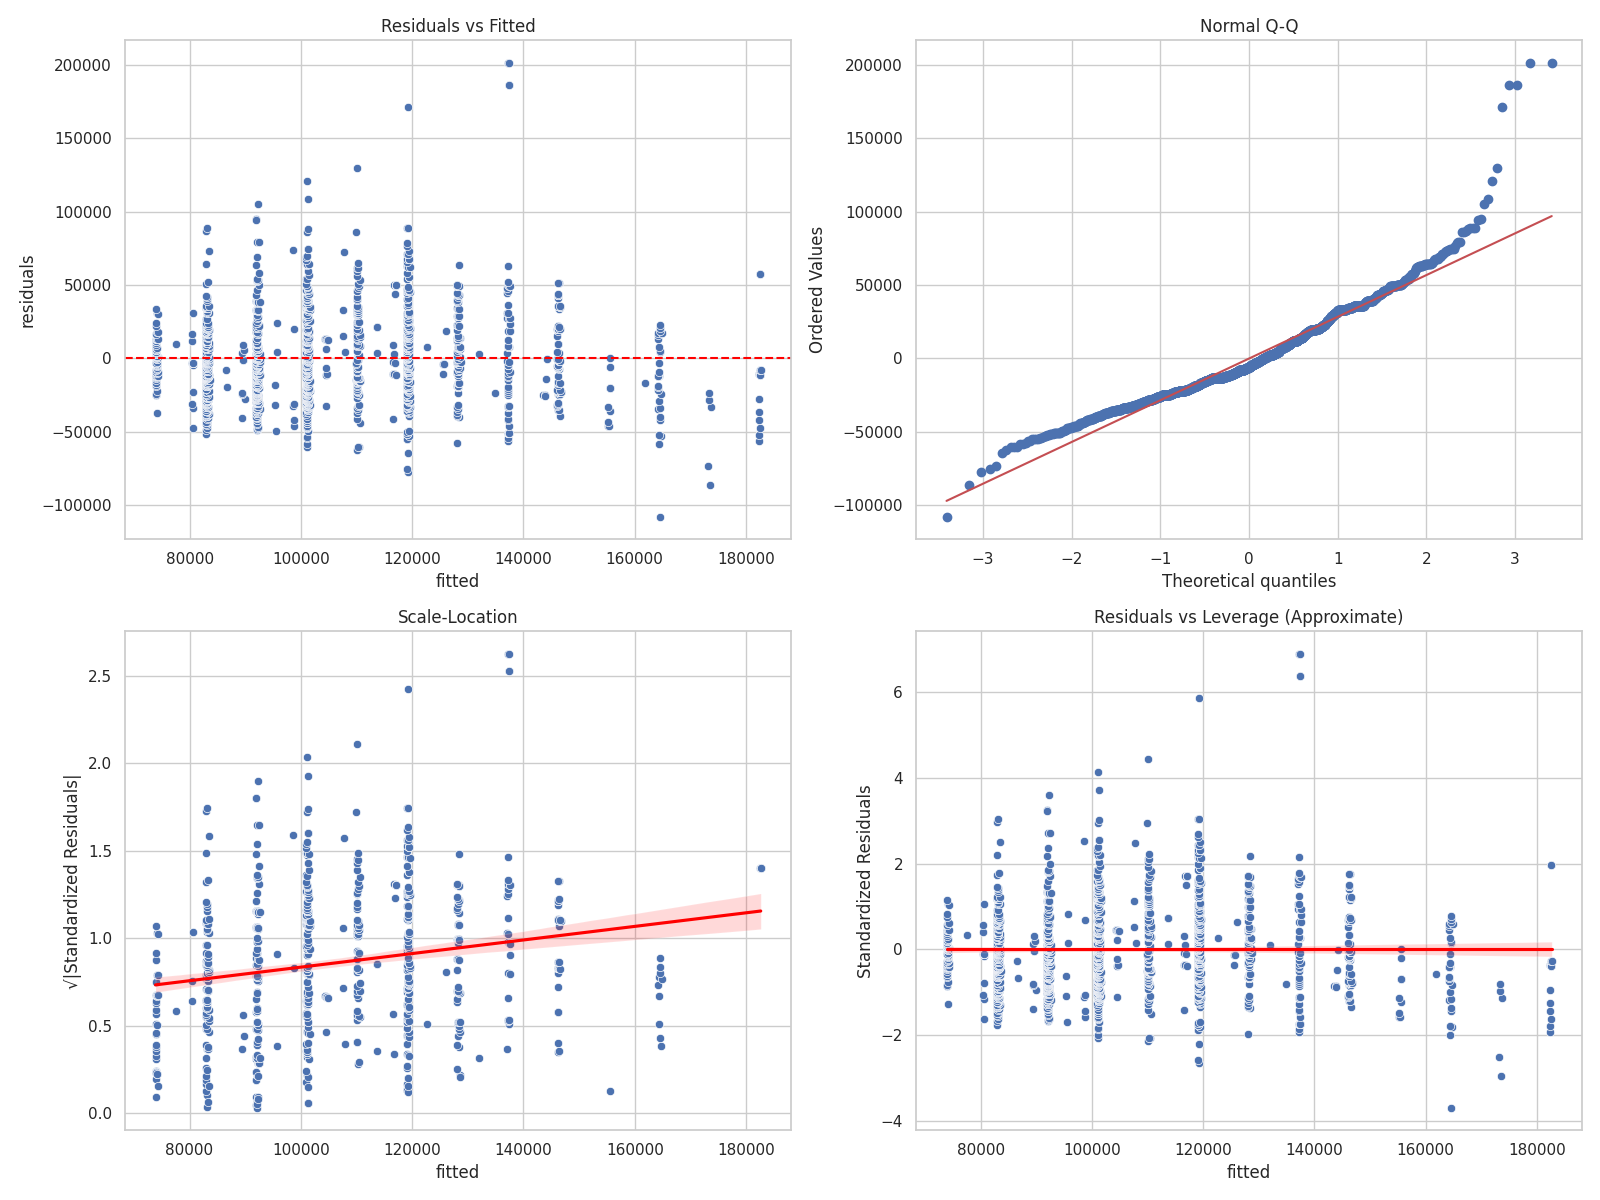 Residuals vs Fitted
200000
150000
100000
50000
0
−50000
−100000
residuals
80000 100000 120000 140000 160000 180000
fitted
Normal Q-Q
200000
150000
100000
50000
0
−50000
−100000
Ordered Values
−3 −2 −1 0 1 2 3
Theoretical quantiles
Scale-Location
2.5
2.0
1.5
1.0
0.5
0.0
√|Standardized Residuals|
80000 100000 120000 140000 160000 180000
fitted
Residuals vs Leverage (Approximate)
6
4
2
0
−2
−4
Standardized Residuals
80000 100000 120000 140000 160000 180000
fitted